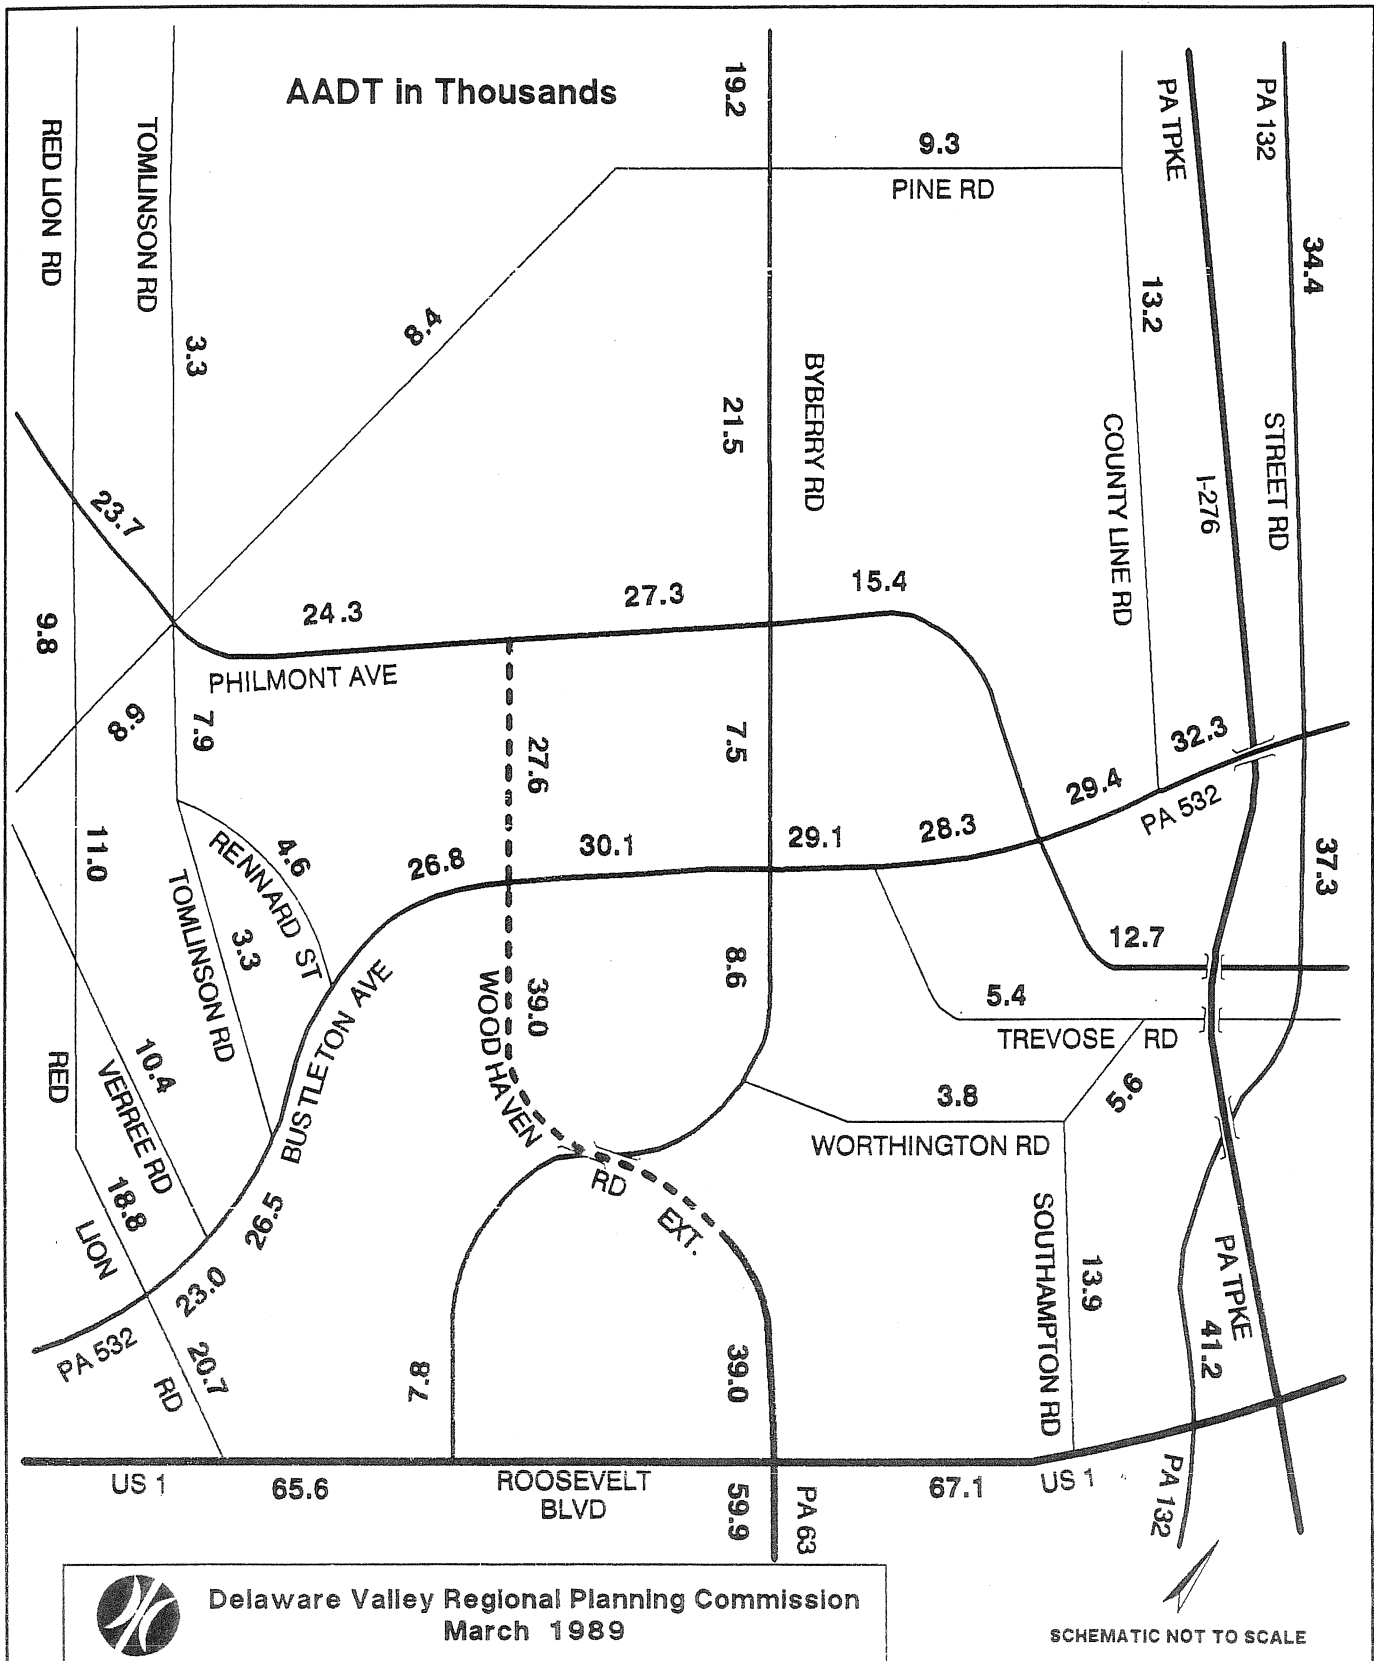 AADT in Thousands
19.2
9.3
PINE RD
PA TPKE
PA 132
RED LION RD
TOMLINSON RD
34.4
13.2
8.4
3.3
BYBERRY RD
21.5
COUNTY LINE RD
I-276
STREET RD
23.7
24.3
27.3
15.4
9.8
PHILMONT AVE
8.9
7.9
27.6
7.5
32.3
29.4
PA 532
11.0
4.6
RENNARD ST
26.8
30.1
29.1
28.3
37.3
TOMLINSON RD
3.3
BUSTLETON AVE
WOODHAVEN
39.0
8.6
12.7
5.4
TREVOSE RD
RED
10.4
VERREE RD
3.8
5.6
WORTHINGTON RD
RD
EXT.
18.8
LION
26.5
23.0
SOUTHAMPTON RD
13.9
PA TPKE
41.2
PA 532
20.7
RD
7.8
39.0
US 1
65.6
ROOSEVELT
BLVD
59.9
PA 63
67.1
US 1
PA 132
Delaware Valley Regional Planning Commission
March 1989
SCHEMATIC NOT TO SCALE